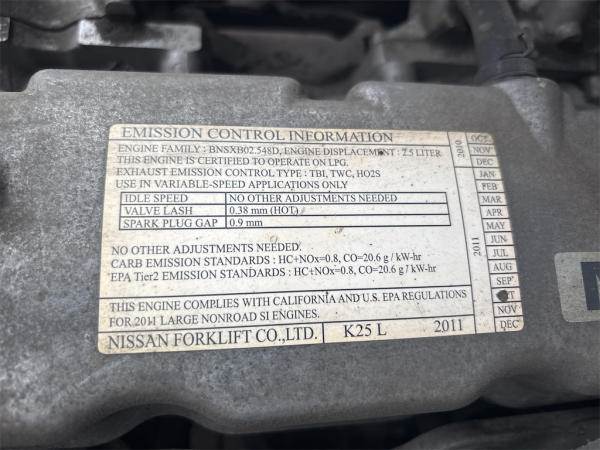 EMISSION CONTROL INFORMATION
ENGINE FAMILY : BNSXB02.548D, ENGINE DISPLACEMENT : 2.5 LITER
THIS ENGINE IS CERTIFIED TO OPERATE ON LPG.
EXHAUST EMISSION CONTROL TYPE : TBI, TWC, HO2S
USE IN VARIABLE-SPEED APPLICATIONS ONLY
IDLE SPEED NO OTHER ADJUSTMENTS NEEDED
VALVE LASH 0.38 mm (HOT)
SPARK PLUG GAP 0.9 mm
NO OTHER ADJUSTMENTS NEEDED.
CARB EMISSION STANDARDS : HC+NOx=0.8, CO=20.6 g / kW-hr
EPA Tier2 EMISSION STANDARDS : HC+NOx=0.8, CO=20.6 g / kW-hr
THIS ENGINE COMPLIES WITH CALIFORNIA AND U.S. EPA REGULATIONS
FOR 2011 LARGE NONROAD SI ENGINES.
NISSAN FORKLIFT CO.,LTD. K25 L 2011
2010
OCT
NOV
DEC
2011
JAN
FEB
MAR
APR
MAY
JUN
JUL
AUG
SEP
NOV
DEC